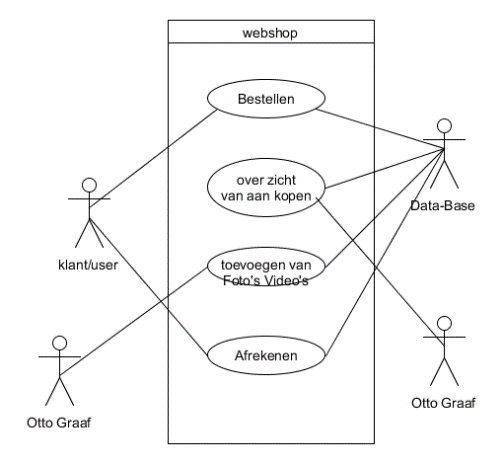 webshop
Bestellen
over zicht
van aan kopen
Data-Base
klant/user
toevoegen van
Foto's Video's
Afrekenen
Otto Graaf
Otto Graaf